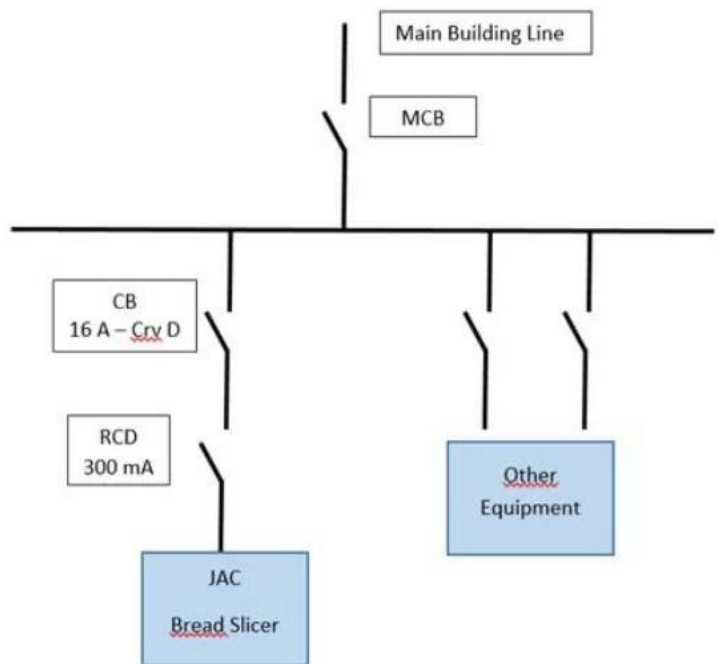 Main Building Line
MCB
CB
16 A – Crv D
RCD
300 mA
Other
Equipment
JAC
Bread Slicer